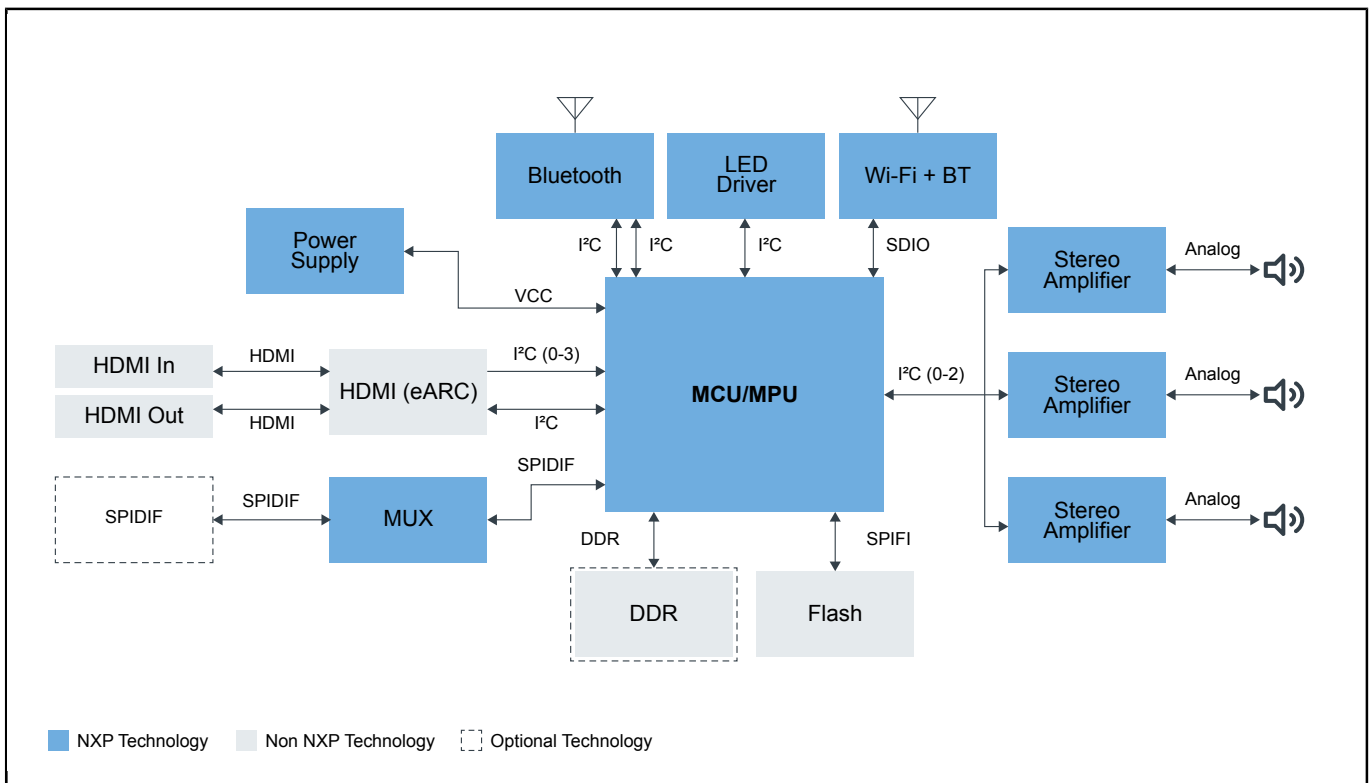 Bluetooth
LED
Driver
Wi-Fi + BT
I²C
I²C
I²C
SDIO
Power
Supply
VCC
Stereo
Amplifier
Analog
HDMI In
HDMI
HDMI Out
HDMI
HDMI (eARC)
I²C (0-3)
I²C
MCU/MPU
I²C (0-2)
Stereo
Amplifier
Analog
SPIDIF
SPIDIF
MUX
SPIDIF
Stereo
Amplifier
Analog
DDR
SPIFI
DDR
Flash
NXP Technology
Non NXP Technology
Optional Technology